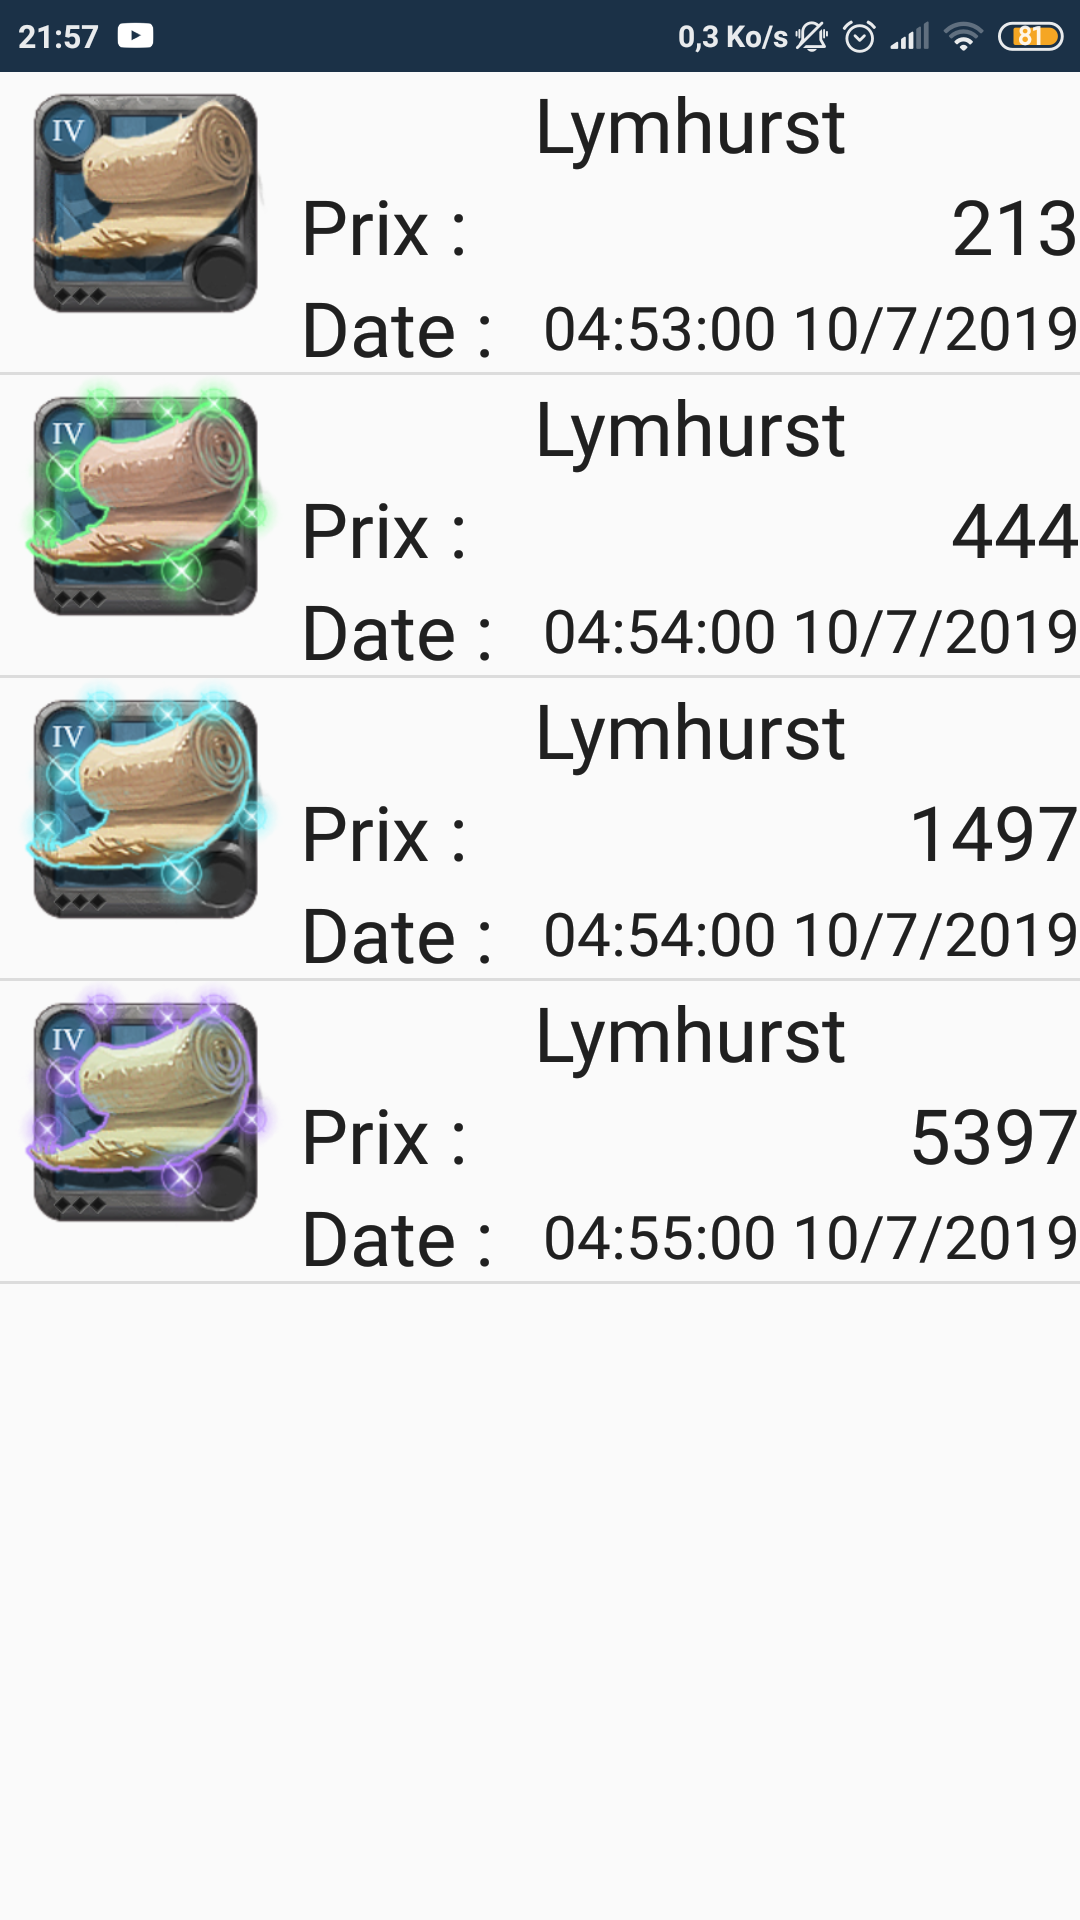 21:57 0,3 Ko/s 81
IV
Lymhurst
Prix : 213
Date : 04:53:00 10/7/2019
IV
Lymhurst
Prix : 444
Date : 04:54:00 10/7/2019
IV
Lymhurst
Prix : 1497
Date : 04:54:00 10/7/2019
IV
Lymhurst
Prix : 5397
Date : 04:55:00 10/7/2019